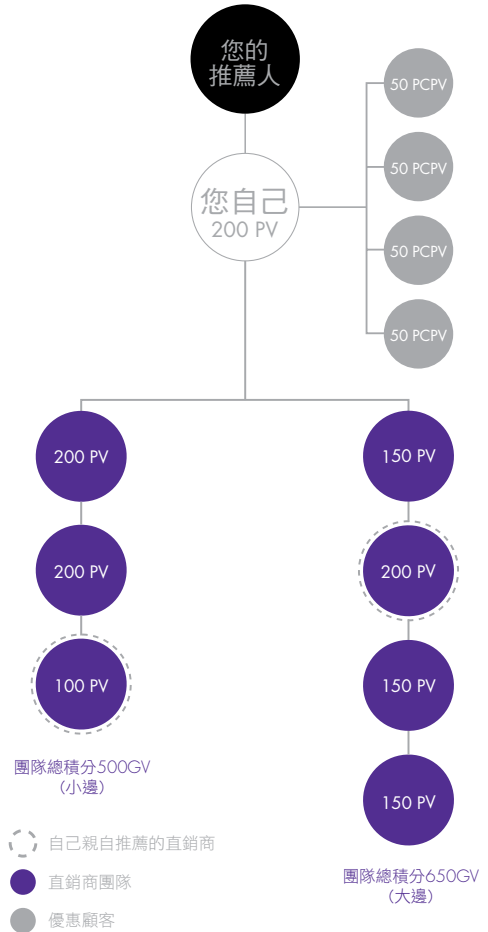 您的
推薦人
您自己
200 PV
50 PCPV
50 PCPV
50 PCPV
50 PCPV
200 PV
200 PV
100 PV
團隊總積分500GV
（小邊）
150 PV
200 PV
150 PV
150 PV
團隊總積分650GV
（大邊）
自己親自推薦的直銷商
直銷商團隊
優惠顧客